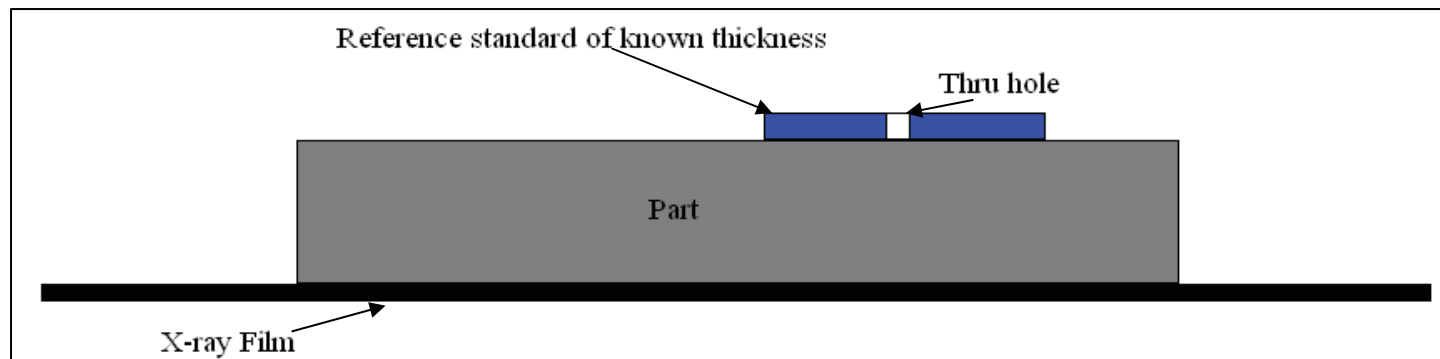 Reference standard of known thickness
Thru hole
Part
X-ray Film